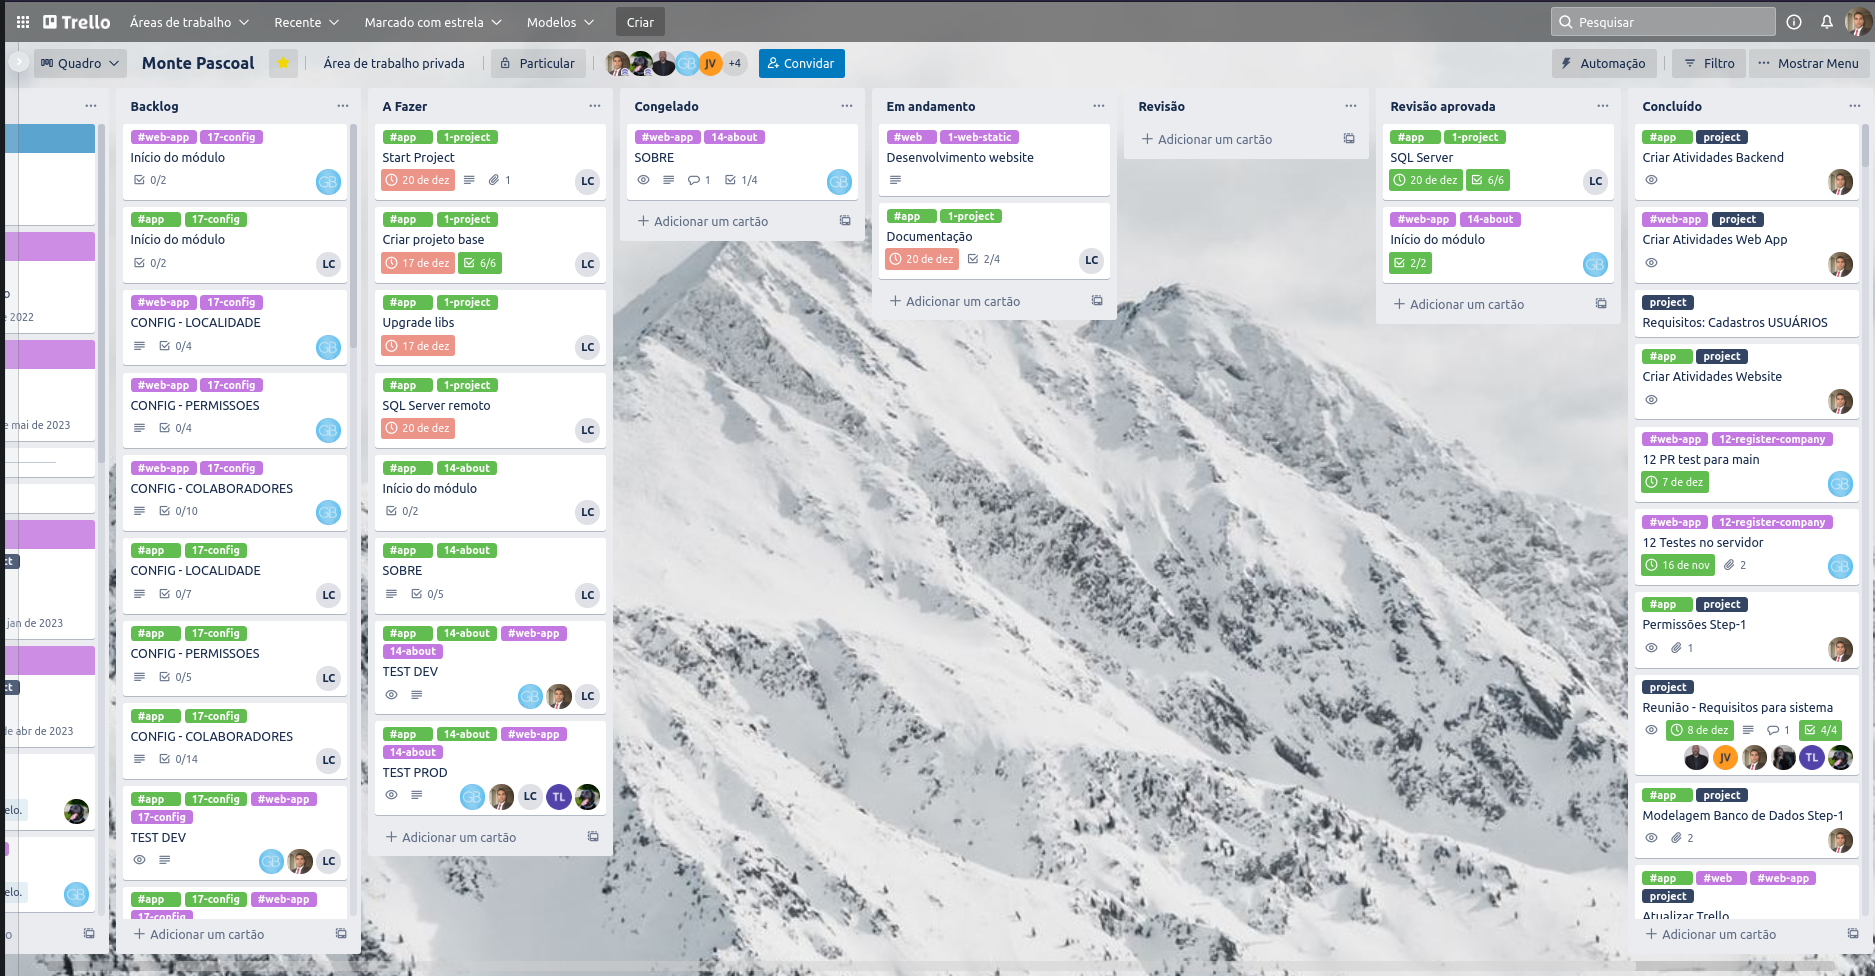 Trello
Áreas de trabalho
Recente
Marcado com estrela
Modelos
Criar
Pesquisar
Quadro
Monte Pascoal
Área de trabalho privada
Particular
GB
JV
+4
Convidar
Automação
Filtro
Mostrar Menu
o
e 2022
e mai de 2023
ct
jan de 2023
ct
de abr de 2023
elo.
elo.
GB
o
Backlog
#web-app 17-config
Início do módulo
0/2
GB
#app 17-config
Início do módulo
0/2
LC
#web-app 17-config
CONFIG - LOCALIDADE
0/4
GB
#web-app 17-config
CONFIG - PERMISSOES
0/4
GB
#web-app 17-config
CONFIG - COLABORADORES
0/10
GB
#app 17-config
CONFIG - LOCALIDADE
0/7
LC
#app 17-config
CONFIG - PERMISSOES
0/5
LC
#app 17-config
CONFIG - COLABORADORES
0/14
LC
#app 17-config #web-app
17-config
TEST DEV
GB LC
#app 17-config #web-app
17-config
Adicionar um cartão
A Fazer
#app 1-project
Start Project
20 de dez 1
LC
#app 1-project
Criar projeto base
17 de dez 6/6
LC
#app 1-project
Upgrade libs
17 de dez
LC
#app 1-project
SQL Server remoto
20 de dez
LC
#app 14-about
Início do módulo
0/2
LC
#app 14-about
SOBRE
0/5
LC
#app 14-about #web-app
14-about
TEST DEV
GB LC
#app 14-about #web-app
14-about
TEST PROD
GB LC TL
Adicionar um cartão
Congelado
#web-app 14-about
SOBRE
1 1/4
GB
Adicionar um cartão
Em andamento
#web 1-web-static
Desenvolvimento website
#app 1-project
Documentação
20 de dez 2/4
LC
Adicionar um cartão
Revisão
Adicionar um cartão
Revisão aprovada
#app 1-project
SQL Server
20 de dez 6/6
LC
#web-app 14-about
Início do módulo
2/2
GB
Adicionar um cartão
Concluído
#app project
Criar Atividades Backend
#web-app project
Criar Atividades Web App
project
Requisitos: Cadastros USUÁRIOS
#app project
Criar Atividades Website
#web-app 12-register-company
12 PR test para main
7 de dez
GB
#web-app 12-register-company
12 Testes no servidor
16 de nov 2
GB
#app project
Permissões Step-1
1
project
Reunião - Requisitos para sistema
8 de dez 1 4/4
JV TL
#app project
Modelagem Banco de Dados Step-1
2
#app #web #web-app
project
Atualizar Trello
Adicionar um cartão